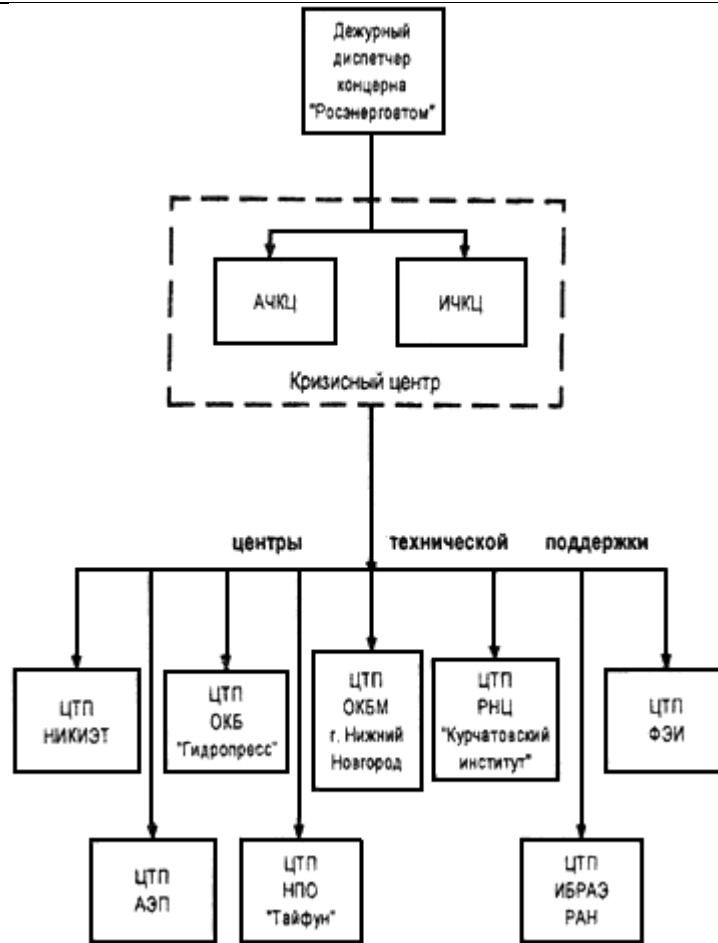 Дежурный
диспетчер
концерна
"Росэнергоатом"
АЧКЦ
ИЧКЦ
Кризисный центр
центры технической поддержки
ЦТП
НИКИЭТ
ЦТП
ОКБ
"Гидропресс"
ЦТП
ОКБМ
г. Нижний
Новгород
ЦТП
РНЦ
"Курчатовский
институт"
ЦТП
ФЭИ
ЦТП
АЭП
ЦТП
НПО
"Тайфун"
ЦТП
ИБРАЭ
РАН